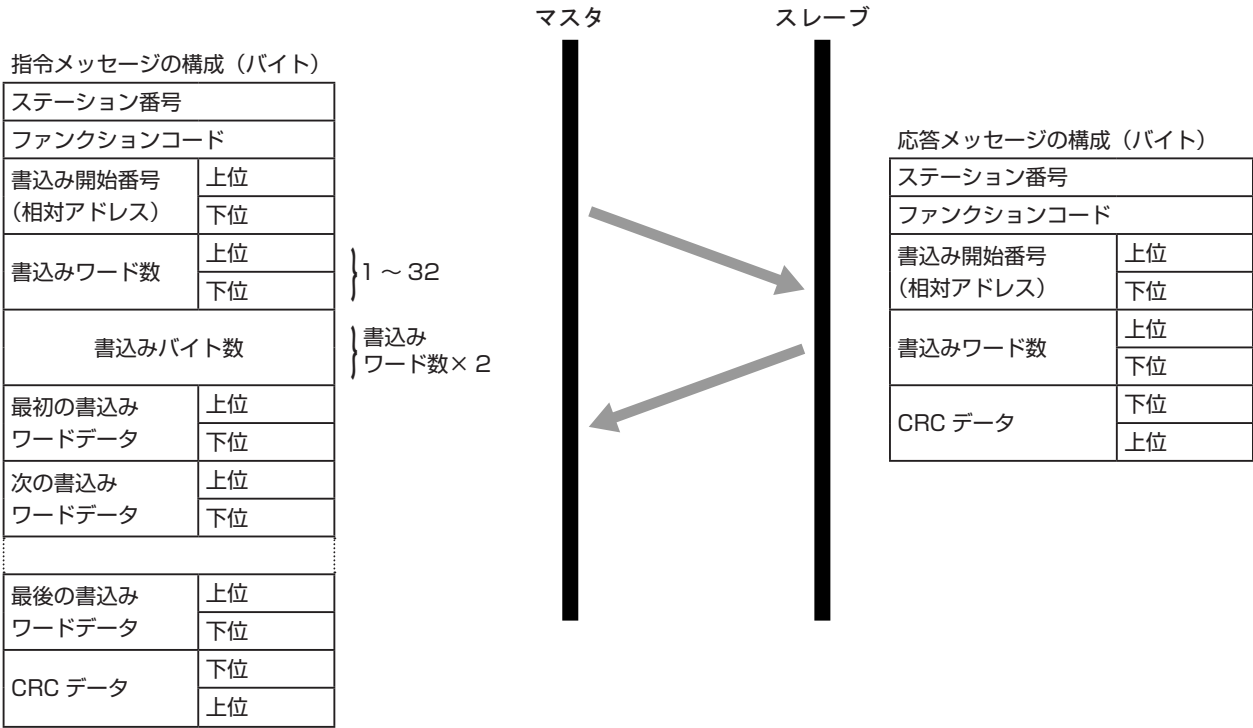 マスタ
スレーブ
指令メッセージの構成（バイト）
ステーション番号
ファンクションコード
書込み開始番号
（相対アドレス）
上位
下位
書込みワード数
上位
下位
1 ～ 32
書込みバイト数
書込み
ワード数× 2
最初の書込み
ワードデータ
上位
下位
次の書込み
ワードデータ
上位
下位
最後の書込み
ワードデータ
上位
下位
CRC データ
下位
上位
応答メッセージの構成（バイト）
ステーション番号
ファンクションコード
書込み開始番号
（相対アドレス）
上位
下位
書込みワード数
上位
下位
CRC データ
下位
上位